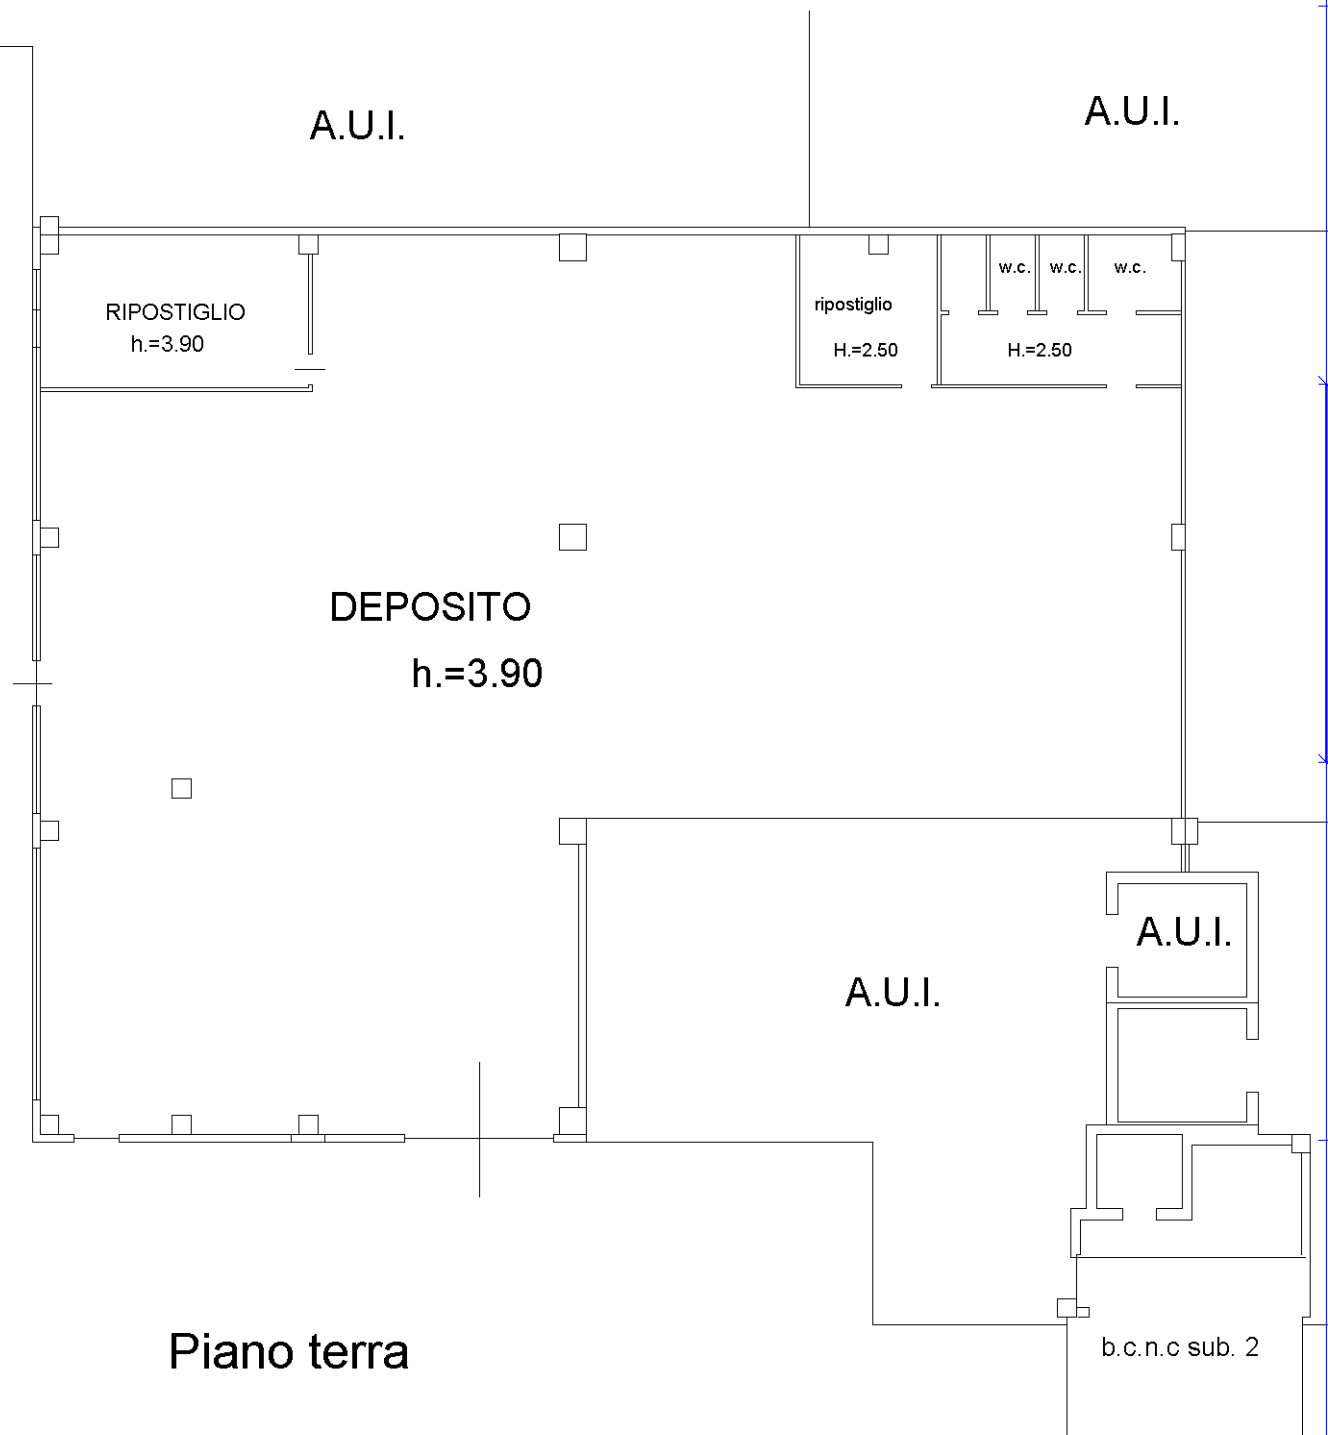 A.U.I.
A.U.I.
RIPOSTIGLIO
h.=3.90
ripostiglio
H.=2.50
w.c.
w.c.
w.c.
H.=2.50
DEPOSITO
h.=3.90
A.U.I.
A.U.I.
Piano terra
b.c.n.c sub. 2